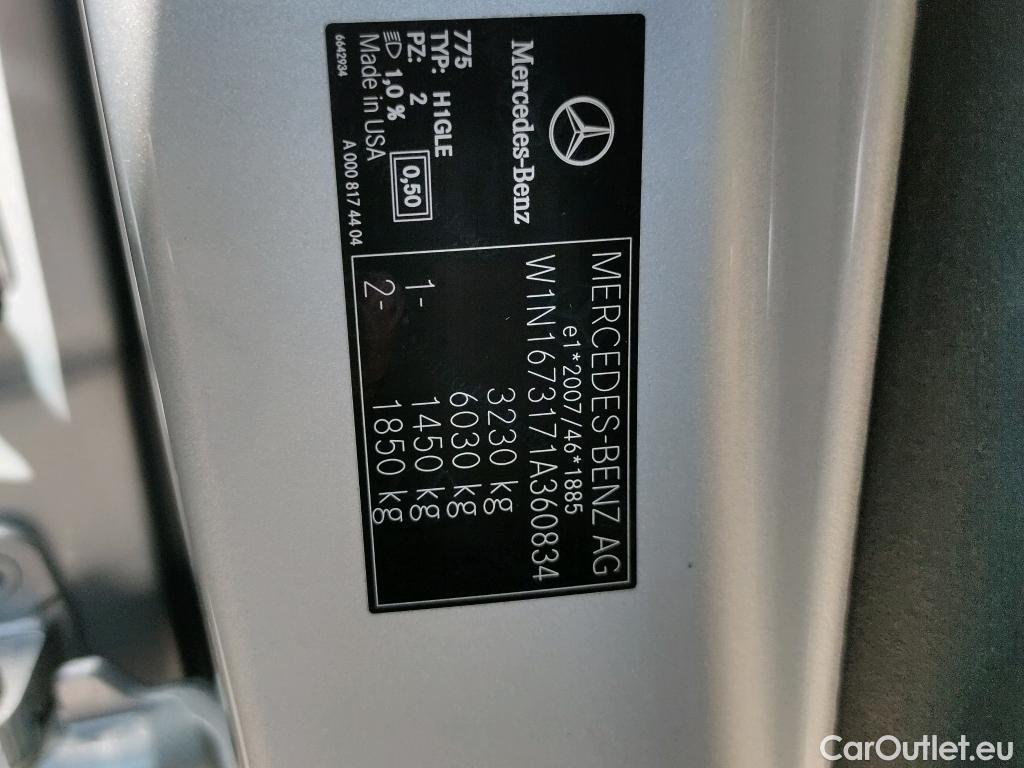 Mercedes-Benz
775
TYP: H1GLE
PZ: 2
1,0 %
0,50
Made in USA
6642934
A 000 817 44 04
MERCEDES-BENZ AG
e1*2007/46*1885
W1N1673171A360834
3230 kg
6030 kg
1- 1450 kg
2- 1850 kg
CarOutlet.eu